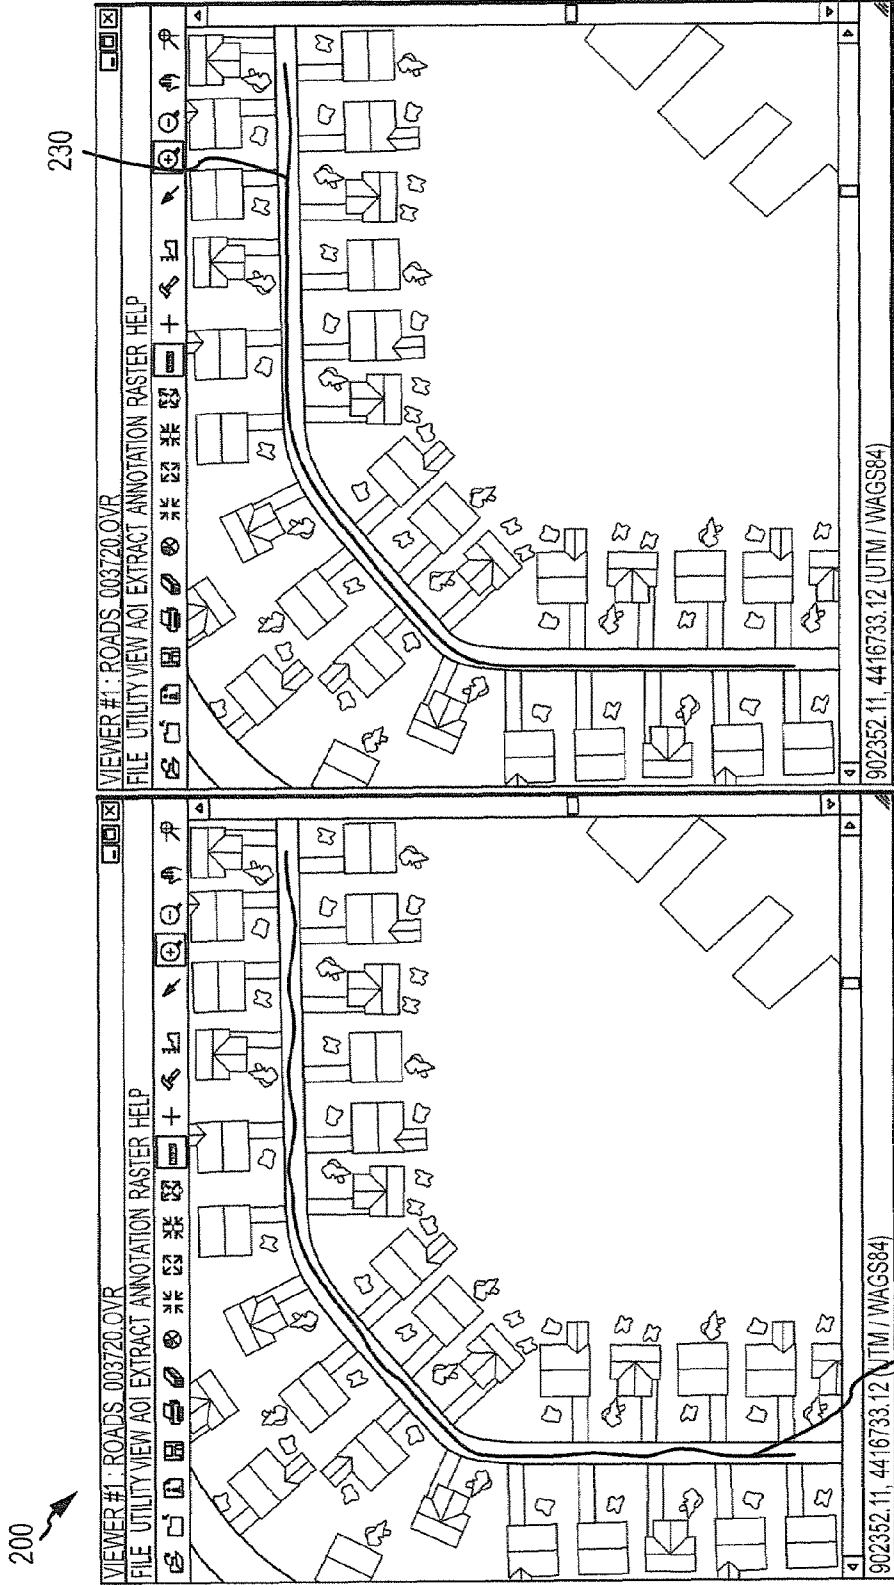 200
VIEWER #1 : ROADS_003720.OVR
FILE UTILITY VIEW AOI EXTRACT ANNOTATION RASTER HELP
902352.11, 4416733.12 (UTM / WAGS84)
230
VIEWER #1 : ROADS_003720.OVR
FILE UTILITY VIEW AOI EXTRACT ANNOTATION RASTER HELP
902352.11, 4416733.12 (UTM / WAGS84)